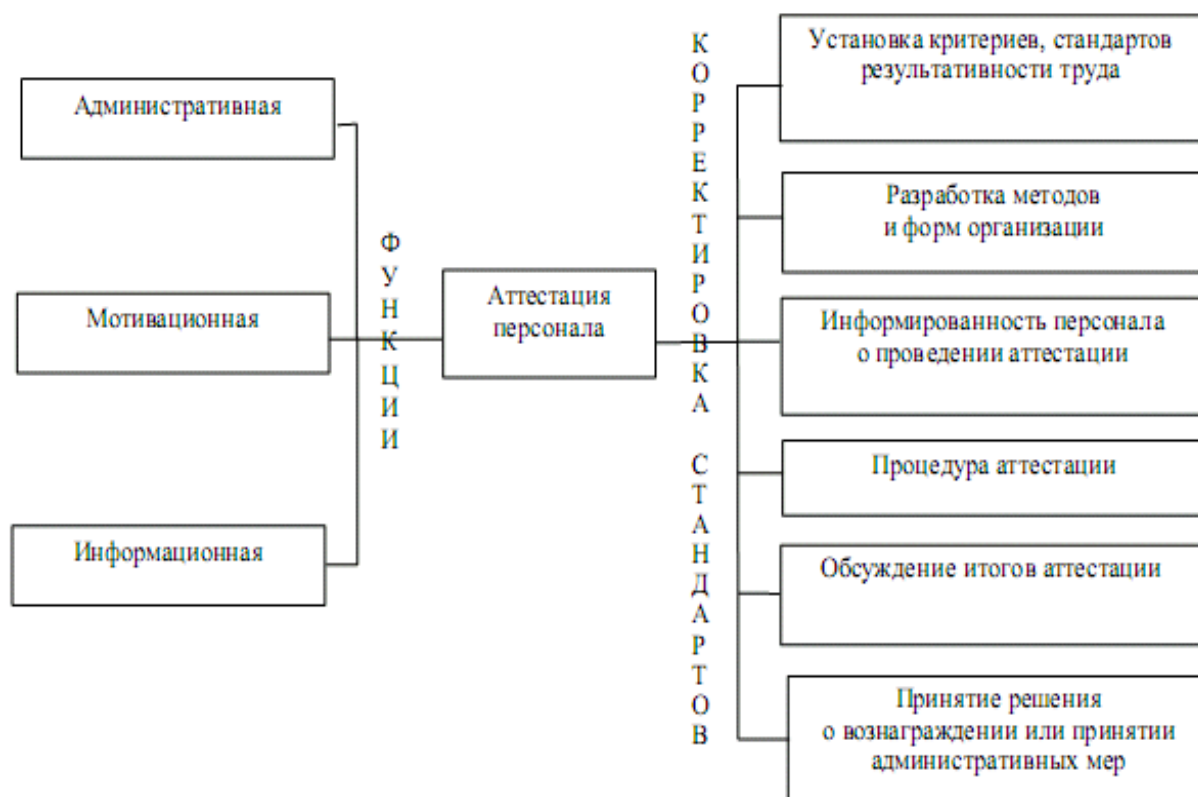 Административная
Мотивационная
Информационная
ФУНКЦИИ
Аттестация
персонала
КОРРЕКТИРОВКА СТАНДАРТОВ
Установка критериев, стандартов
результативности труда
Разработка методов
и форм организации
Информированность персонала
о проведении аттестации
Процедура аттестации
Обсуждение итогов аттестации
Принятие решения
о вознаграждении или принятии
административных мер